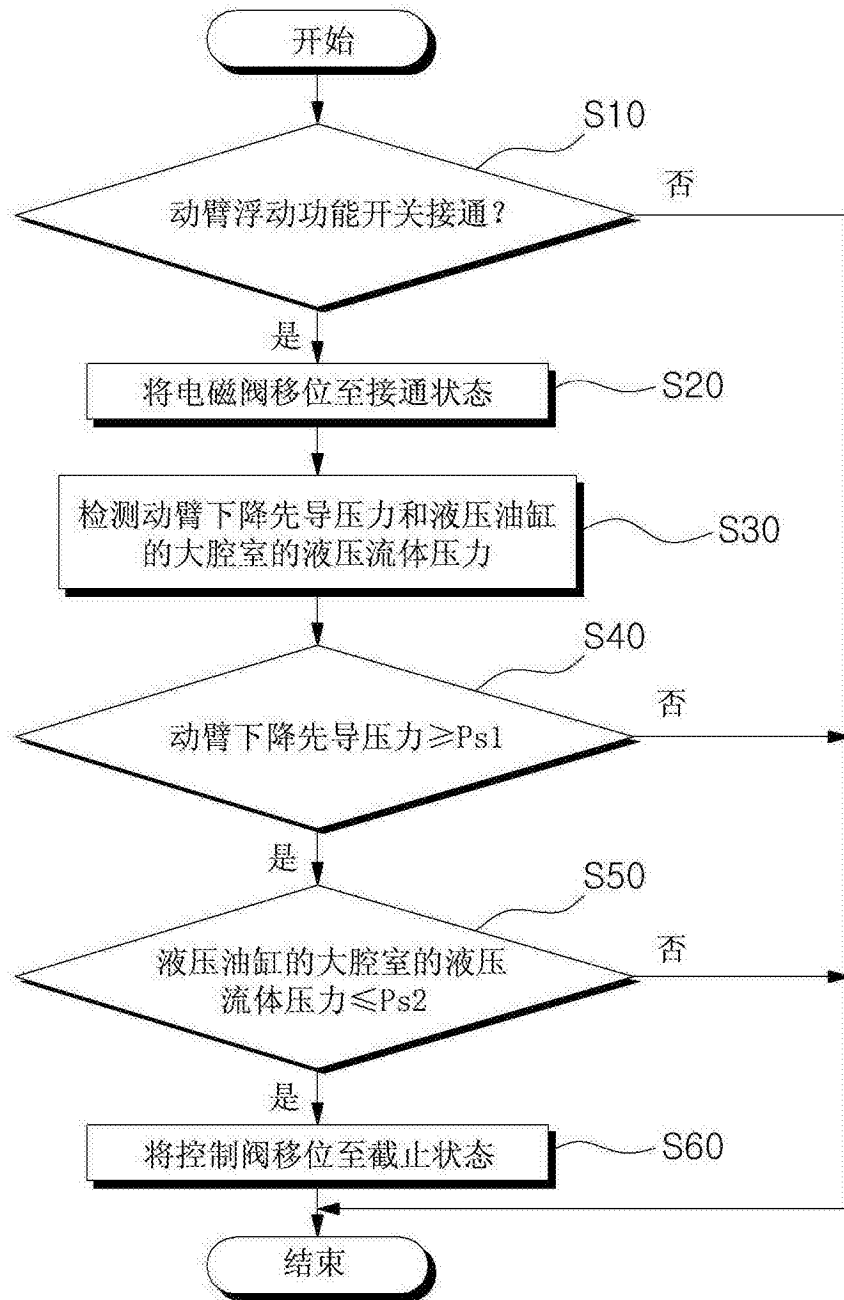 开始
S10
动臂浮动功能开关接通?
否
是
将电磁阀移位至接通状态
S20
检测动臂下降先导压力和液压油缸
的大腔室的液压流体压力
S30
S40
动臂下降先导压力≥Ps1
否
是
S50
液压油缸的大腔室的液压
流体压力≤Ps2
否
是
将控制阀移位至截止状态
S60
结束